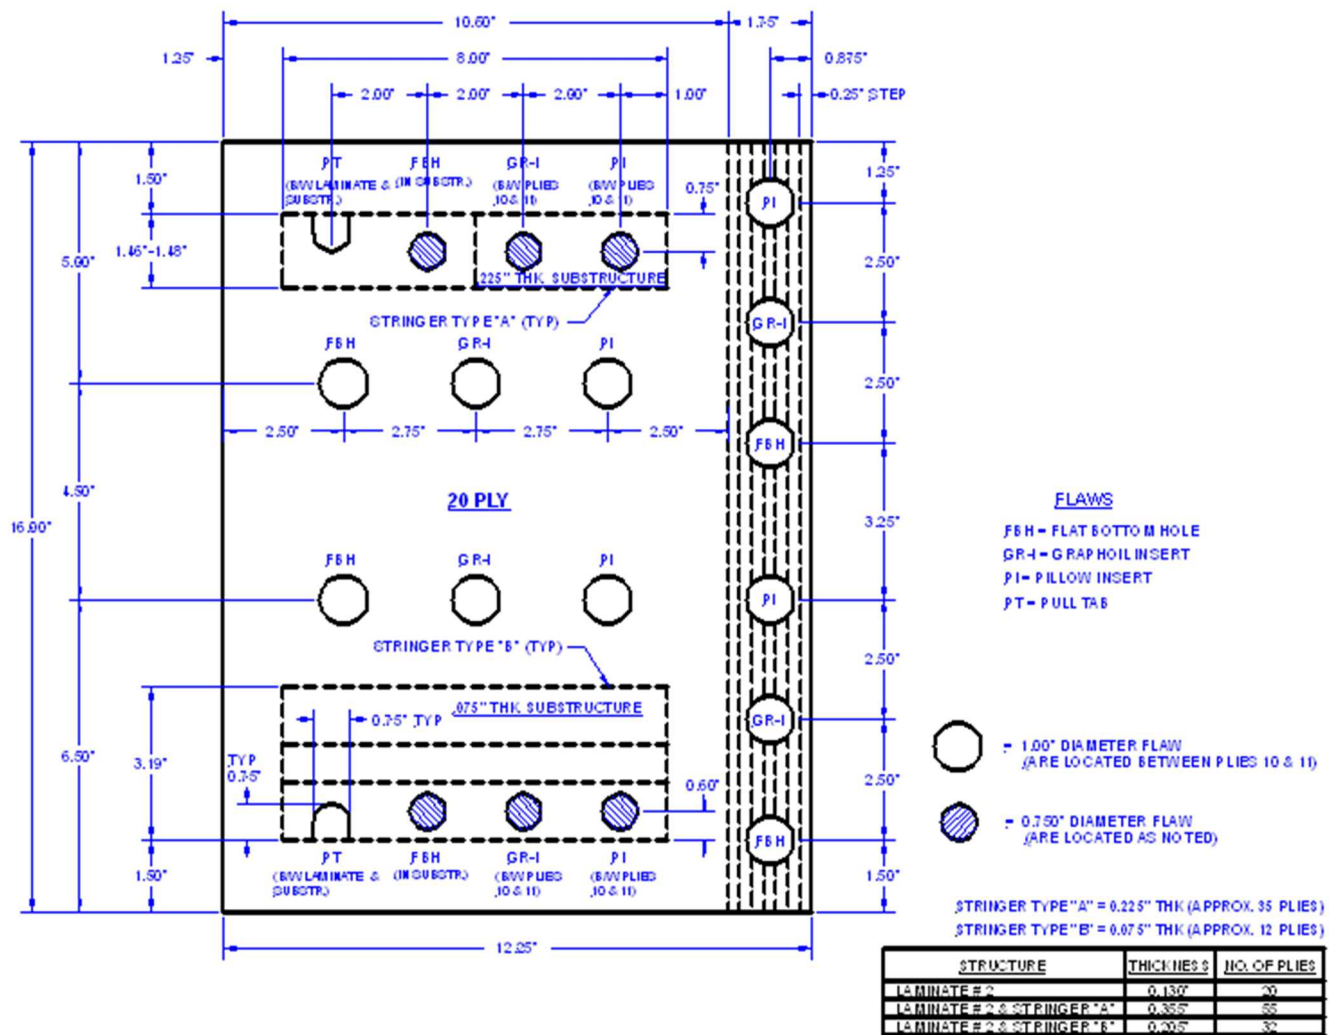 10.50" 1.75"
1.25" 8.00" 0.875"
2.00" 2.00" 2.00" 1.00" 0.25" STEP
PT FBH GR-I PI
(B/W LAMINATE & SUBSTR.) (IN SUBSTR.) (B/W PLIES 10 & 11) (B/W PLIES 10 & 11)
1.50" 0.75" 1.25"
PI
5.00" 1.46"-1.48" 2.50"
.225" THK. SUBSTRUCTURE
STRINGER TYPE "A" (TYP) GR-I
FBH GR-I PI
2.50"
2.50" 2.75" 2.75" 2.50" FBH
4.50"
20 PLY
16.00" 3.25"
FLAWS
FBH = FLAT BOTTOM HOLE
GR-I = GRAPHOIL INSERT
PI = PILLOW INSERT
PT = PULL TAB
FBH GR-I PI
PI
STRINGER TYPE "B" (TYP)
2.50"
.075" THK. SUBSTRUCTURE
0.75" TYP GR-I
6.50" 3.19" TYP 0.75" 0.60" 2.50"
= 1.00" DIAMETER FLAW
(ARE LOCATED BETWEEN PLIES 10 & 11)
= 0.750" DIAMETER FLAW
(ARE LOCATED AS NOTED)
FBH
PT FBH GR-I PI
(B/W LAMINATE & SUBSTR.) (IN SUBSTR.) (B/W PLIES 10 & 11) (B/W PLIES 10 & 11)
1.50" 1.50"
12.25"
STRINGER TYPE "A" = 0.225" THK (APPROX. 35 PLIES)
STRINGER TYPE "B" = 0.075" THK (APPROX. 12 PLIES)
STRUCTURE THICKNESS NO. OF PLIES
LAMINATE # 2 0.130" 20
LAMINATE # 2 & STRINGER "A" 0.355" 55
LAMINATE # 2 & STRINGER "B" 0.205" 32